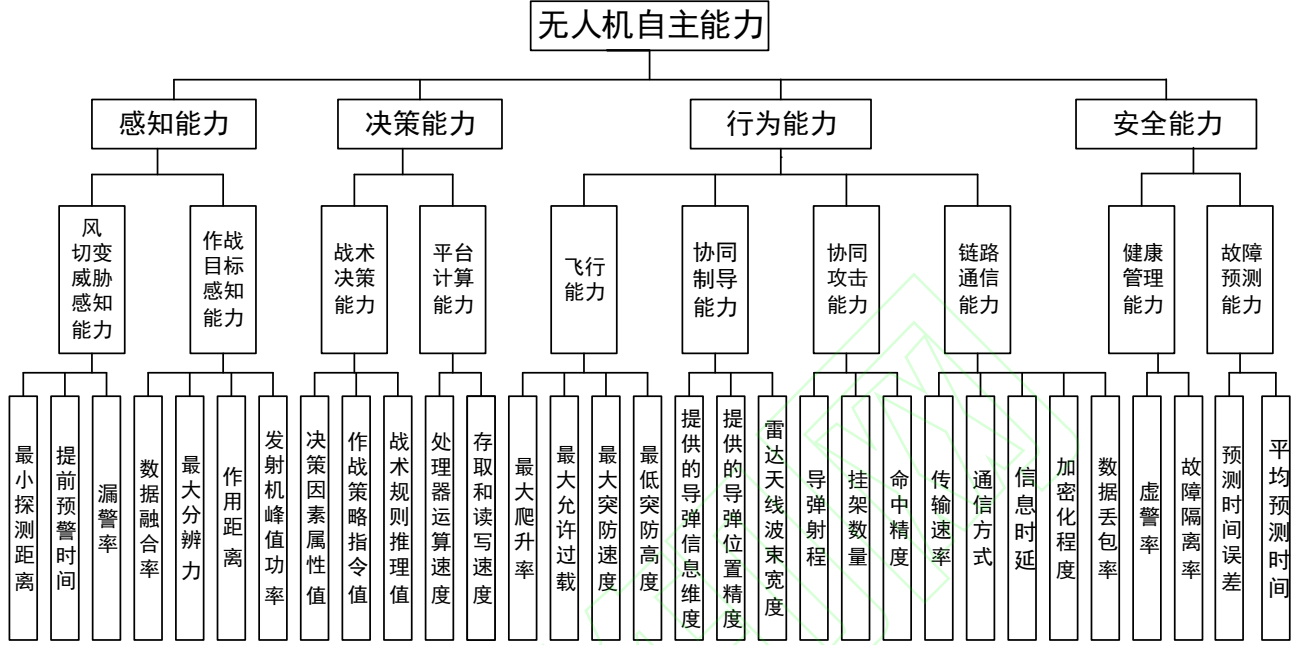 无人机自主能力
感知能力
决策能力
行为能力
安全能力
风
切变
威胁
感知
能力
作战
目标
感知
能力
战术
决策
能力
平台
计算
能力
飞行
能力
协同
制导
能力
协同
攻击
能力
链路
通信
能力
健康
管理
能力
故障
预测
能力
最小探测距离
提前预警时间
漏警率
数据融合率
最大分辨力
作用距离
发射机峰值功率
决策因素属性值
作战策略指令值
战术规则推理值
处理器运算速度
存取和读写速度
最大爬升率
最大允许过载
最大突防速度
最低突防高度
提供的导弹信息维度
提供的导弹位置精度
雷达天线波束宽度
导弹射程
挂架数量
命中精度
传输速率
通信方式
信息时延
加密化程度
数据丢包率
虚警率
故障隔离率
预测时间误差
平均预测时间